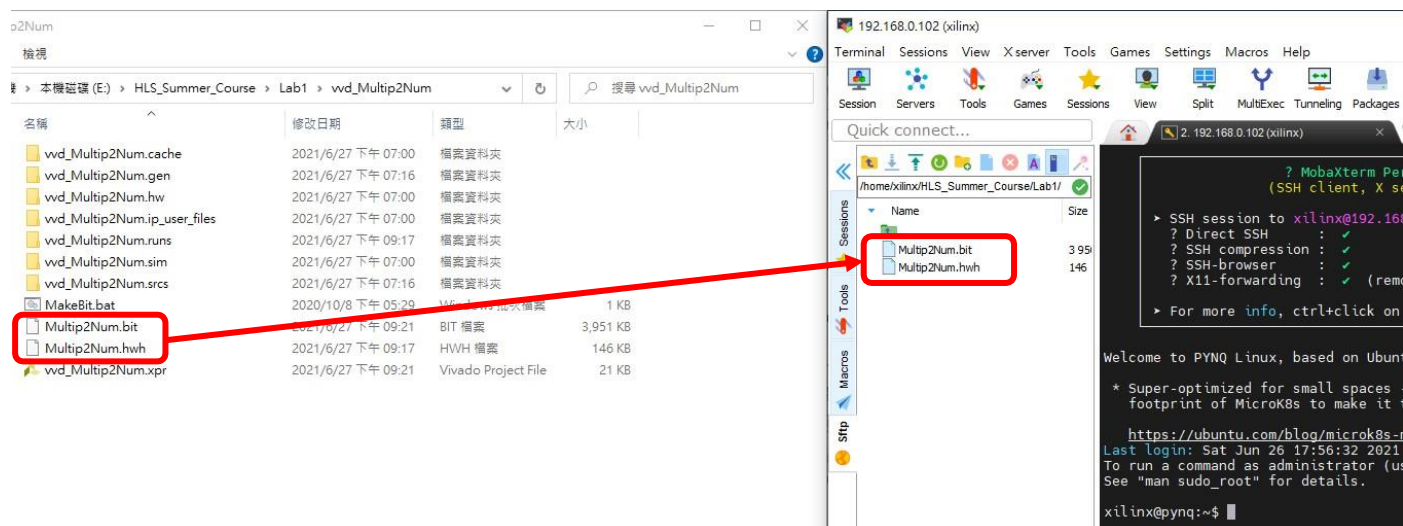 p2Num
檢視
本機磁碟 (E:) › HLS_Summer_Course › Lab1 › vvd_Multip2Num
搜尋 vvd_Multip2Num
名稱 修改日期 類型 大小
vvd_Multip2Num.cache 2021/6/27 下午 07:00 檔案資料夾
vvd_Multip2Num.gen 2021/6/27 下午 07:16 檔案資料夾
vvd_Multip2Num.hw 2021/6/27 下午 07:00 檔案資料夾
vvd_Multip2Num.ip_user_files 2021/6/27 下午 07:00 檔案資料夾
vvd_Multip2Num.runs 2021/6/27 下午 09:17 檔案資料夾
vvd_Multip2Num.sim 2021/6/27 下午 07:00 檔案資料夾
vvd_Multip2Num.srcs 2021/6/27 下午 07:16 檔案資料夾
MakeBit.bat 2020/10/8 下午 05:29 Windows 批次檔案 1 KB
Multip2Num.bit 2021/6/27 下午 09:21 BIT 檔案 3,951 KB
Multip2Num.hwh 2021/6/27 下午 09:17 HWH 檔案 146 KB
vvd_Multip2Num.xpr 2021/6/27 下午 09:21 Vivado Project File 21 KB
192.168.0.102 (xilinx)
Terminal Sessions View X server Tools Games Settings Macros Help
Session Servers Tools Games Sessions View Split MultiExec Tunneling Packages
Quick connect...
2. 192.168.0.102 (xilinx)
/home/xilinx/HLS_Summer_Course/Lab1/
Name Size
..
Multip2Num.bit 3 95
Multip2Num.hwh 146
Sessions
Tools
Macros
Sftp
? MobaXterm Per
(SSH client, X se
➤ SSH session to xilinx@192.168
? Direct SSH : ✔
? SSH compression : ✔
? SSH-browser : ✔
? X11-forwarding : ✔ (remo
➤ For more info, ctrl+click on
Welcome to PYNQ Linux, based on Ubunt
* Super-optimized for small spaces -
footprint of MicroK8s to make it t
https://ubuntu.com/blog/microk8s-m
Last login: Sat Jun 26 17:56:32 2021
To run a command as administrator (us
See "man sudo_root" for details.
xilinx@pynq:~$